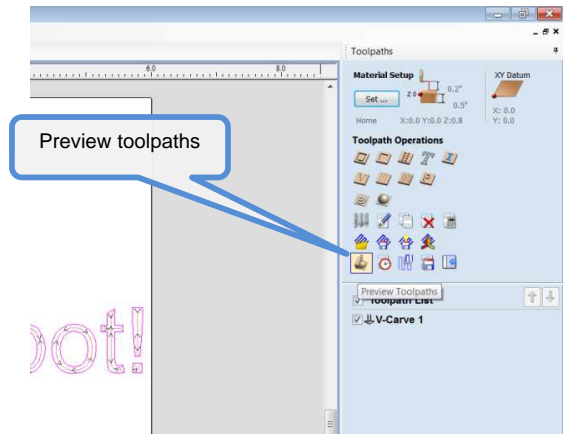 Toolpaths
6.0
8.0
Material Setup
XY Datum
Set ...
Z 0
0.2"
0.5"
X: 0.0
Y: 0.0
Home X:0.0 Y:0.0 Z:0.8
Preview toolpaths
Toolpath Operations
Preview Toolpaths
Toolpath List
V-Carve 1
oot!